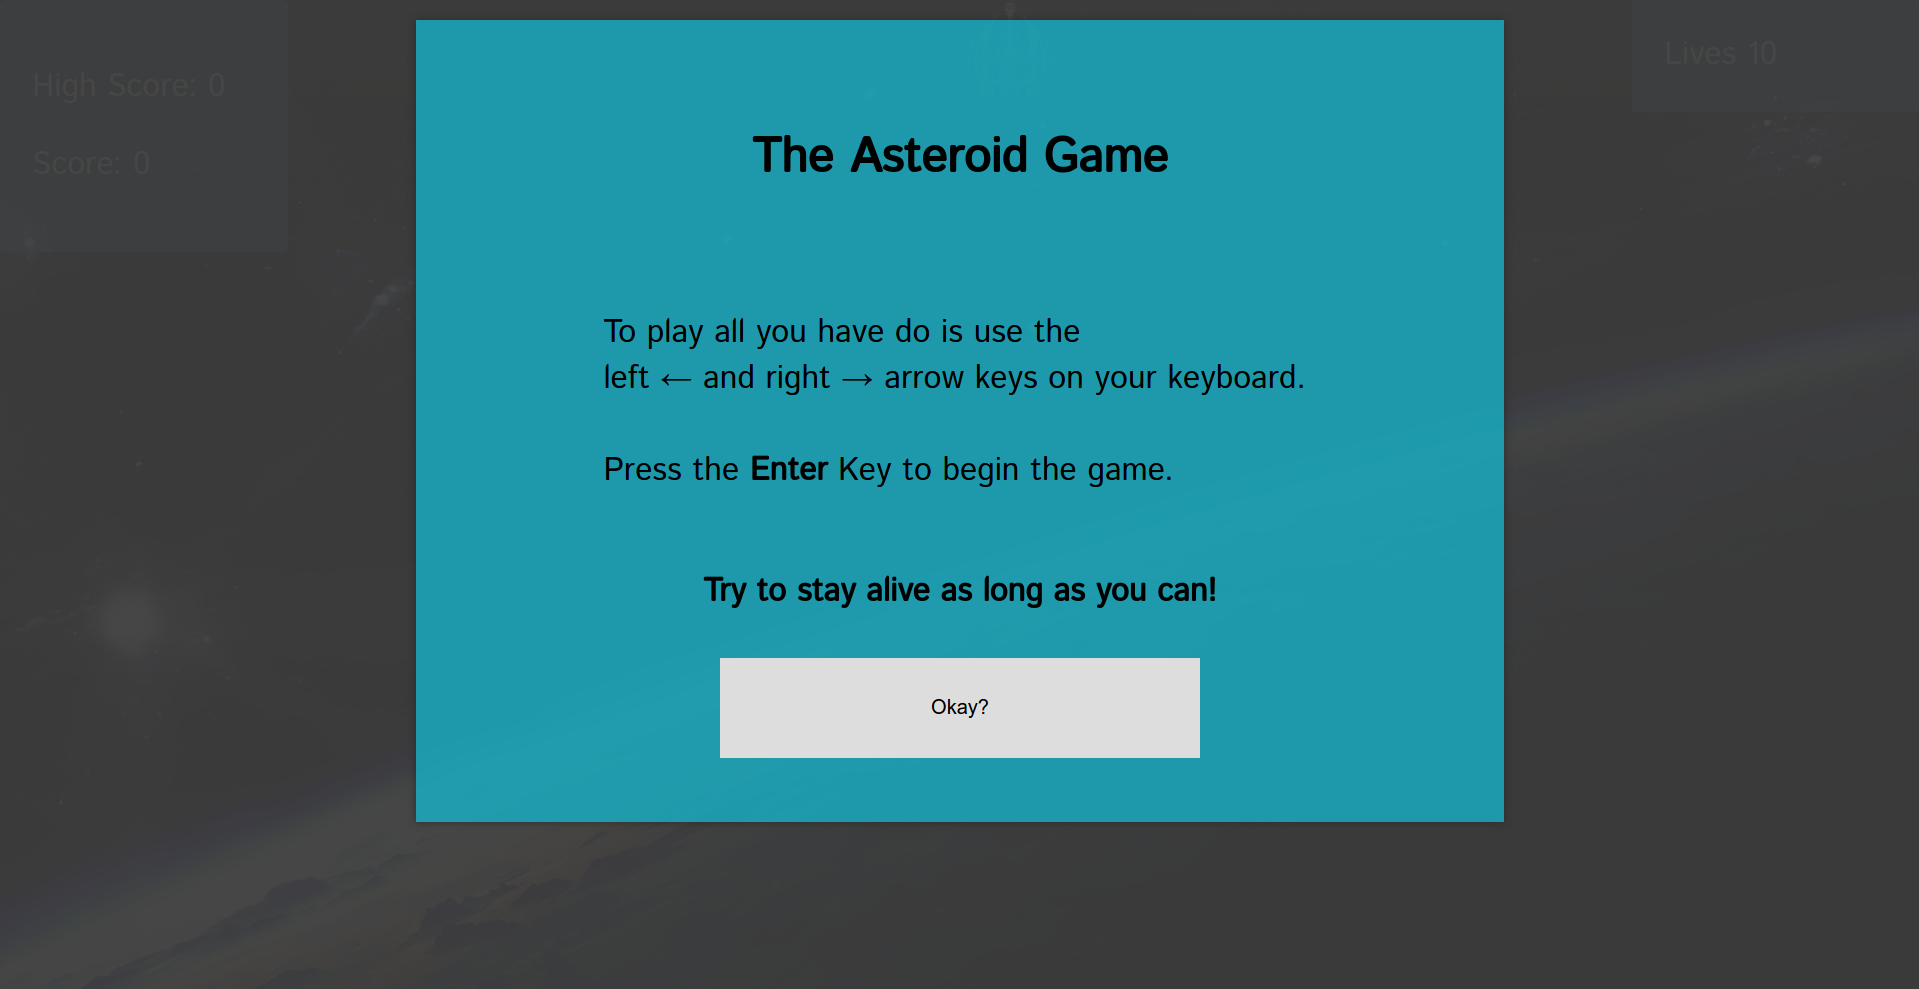 High Score: 0
Score: 0
Lives 10
The Asteroid Game
To play all you have do is use the
left ← and right → arrow keys on your keyboard.
Press the Enter Key to begin the game.
Try to stay alive as long as you can!
Okay?